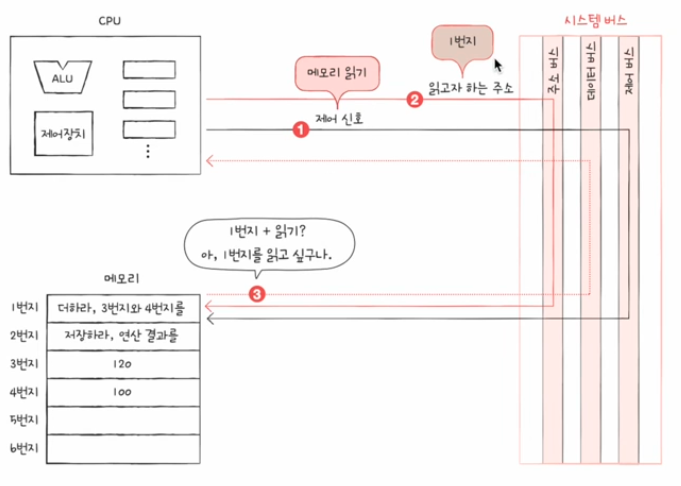 CPU
시스템 버스
ALU
제어장치
1번지
메모리 읽기
2
읽고자 하는 주소
1
제어 신호
주소 버스
데이터 버스
제어 버스
1번지 + 읽기?
아, 1번지를 읽고 싶구나.
3
메모리
1번지 더하라, 3번지와 4번지를
2번지 저장하라, 연산 결과를
3번지 120
4번지 100
5번지
6번지